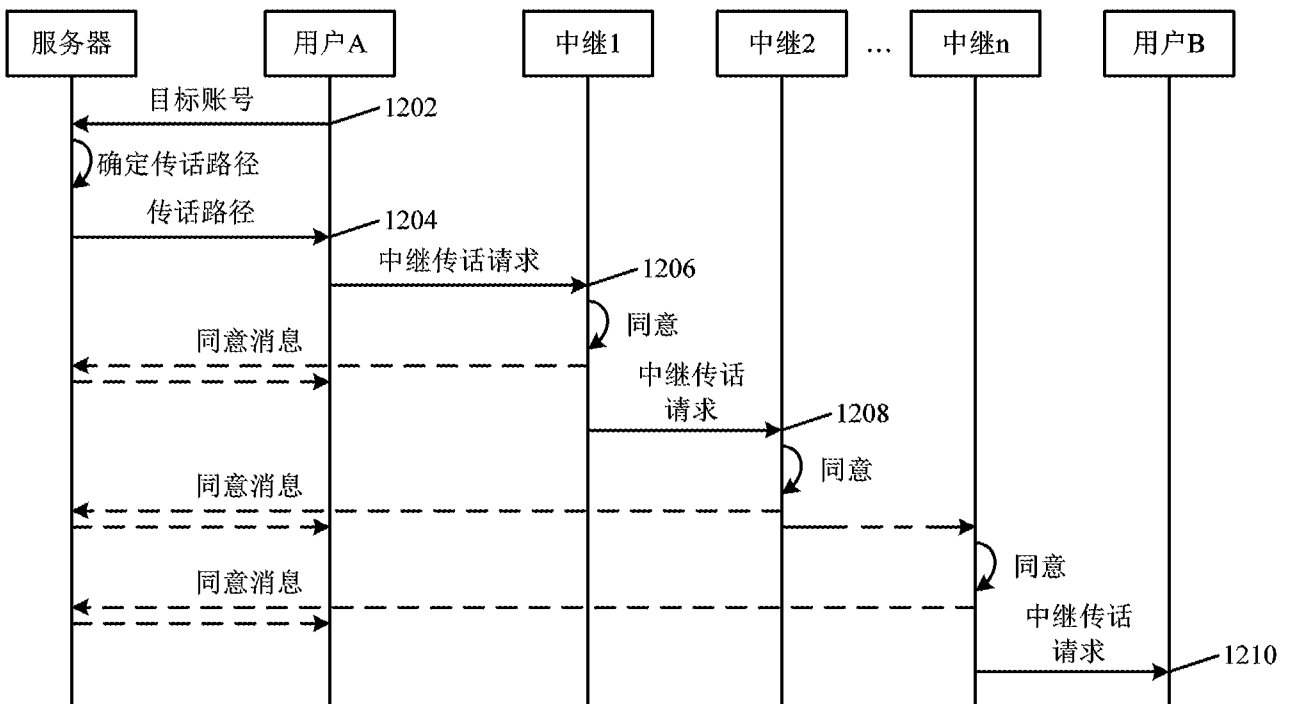 服务器
用户A
中继1
中继2
…
中继n
用户B
目标账号
1202
确定传话路径
传话路径
1204
中继传话请求
1206
同意
同意消息
中继传话
请求
1208
同意
同意消息
同意
同意消息
中继传话
请求
1210